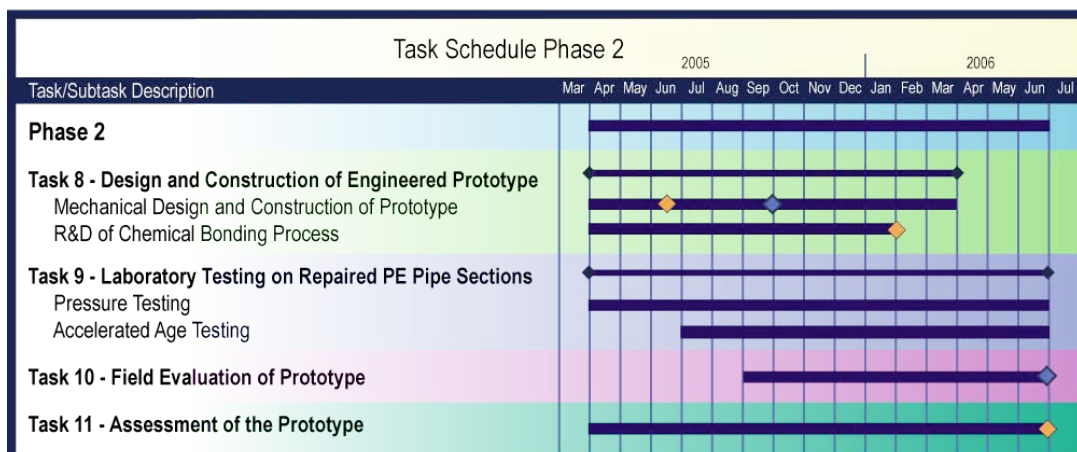 Task Schedule Phase 2
2005 2006
Task/Subtask Description Mar Apr May Jun Jul Aug Sep Oct Nov Dec Jan Feb Mar Apr May Jun Jul
Phase 2
Task 8 - Design and Construction of Engineered Prototype
Mechanical Design and Construction of Prototype
R&D of Chemical Bonding Process
Task 9 - Laboratory Testing on Repaired PE Pipe Sections
Pressure Testing
Accelerated Age Testing
Task 10 - Field Evaluation of Prototype
Task 11 - Assessment of the Prototype